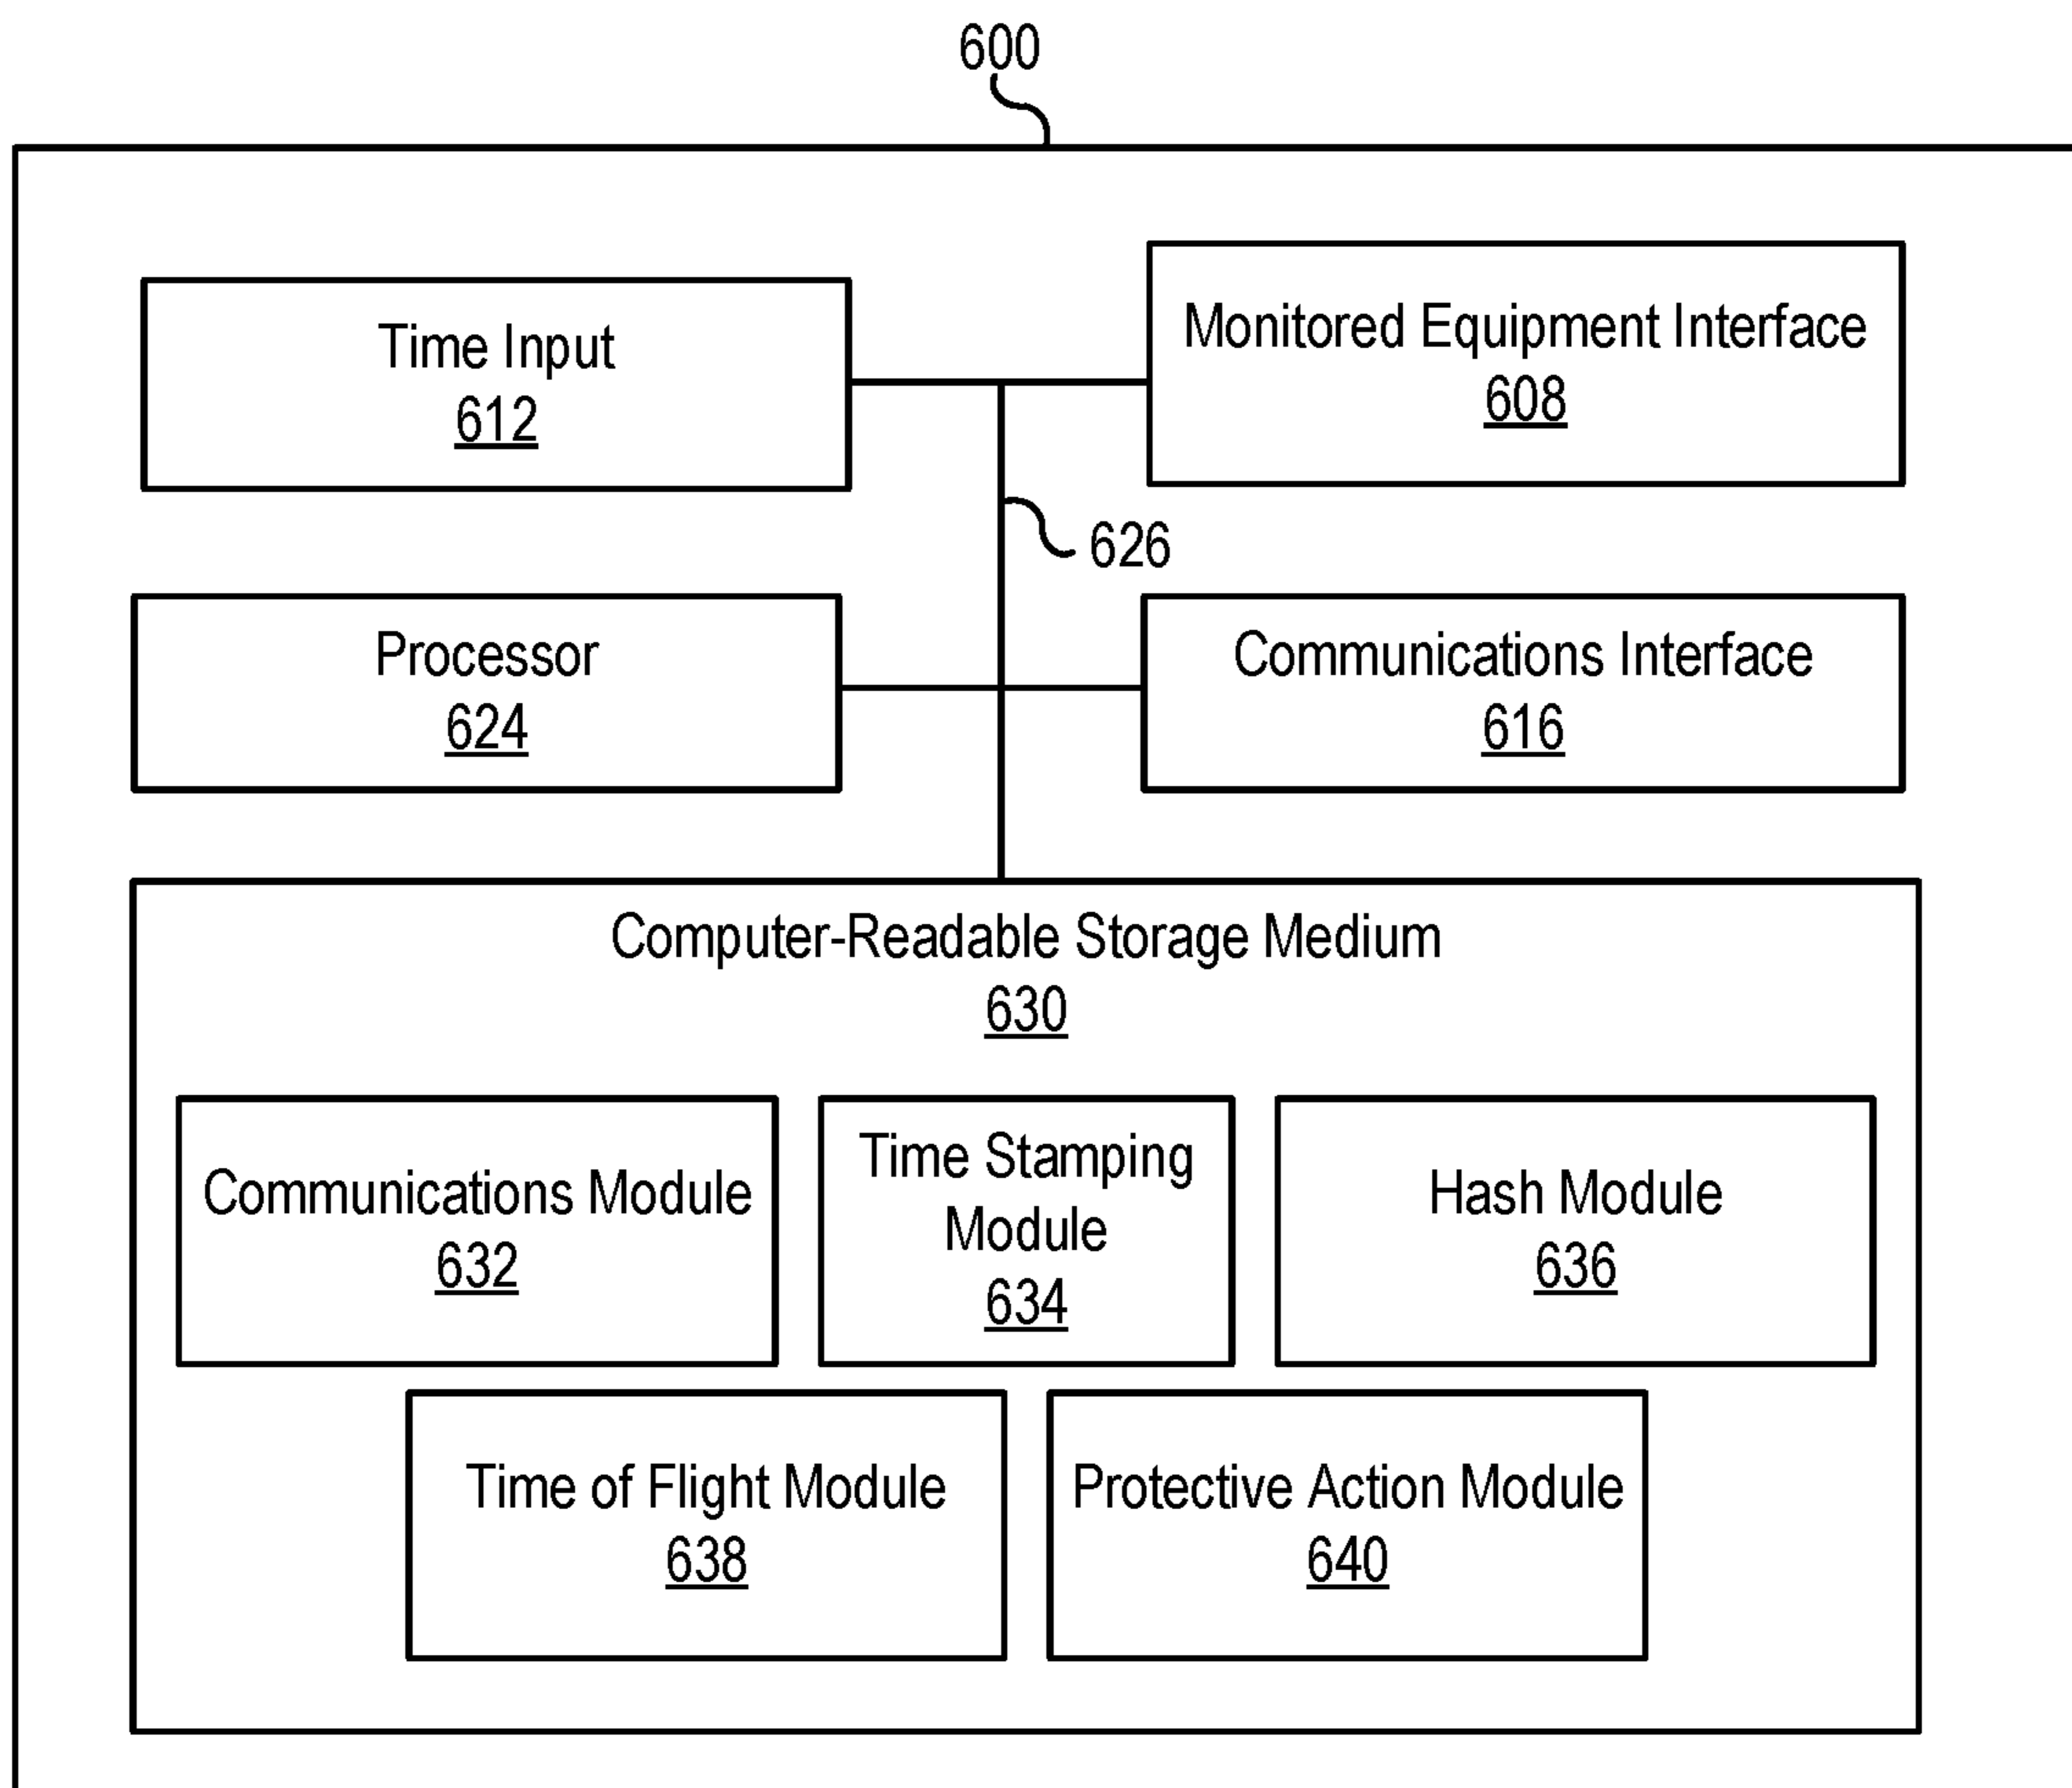 600
Time Input
612
Monitored Equipment Interface
608
626
Processor
624
Communications Interface
616
Computer-Readable Storage Medium
630
Communications Module
632
Time Stamping
Module
634
Hash Module
636
Time of Flight Module
638
Protective Action Module
640